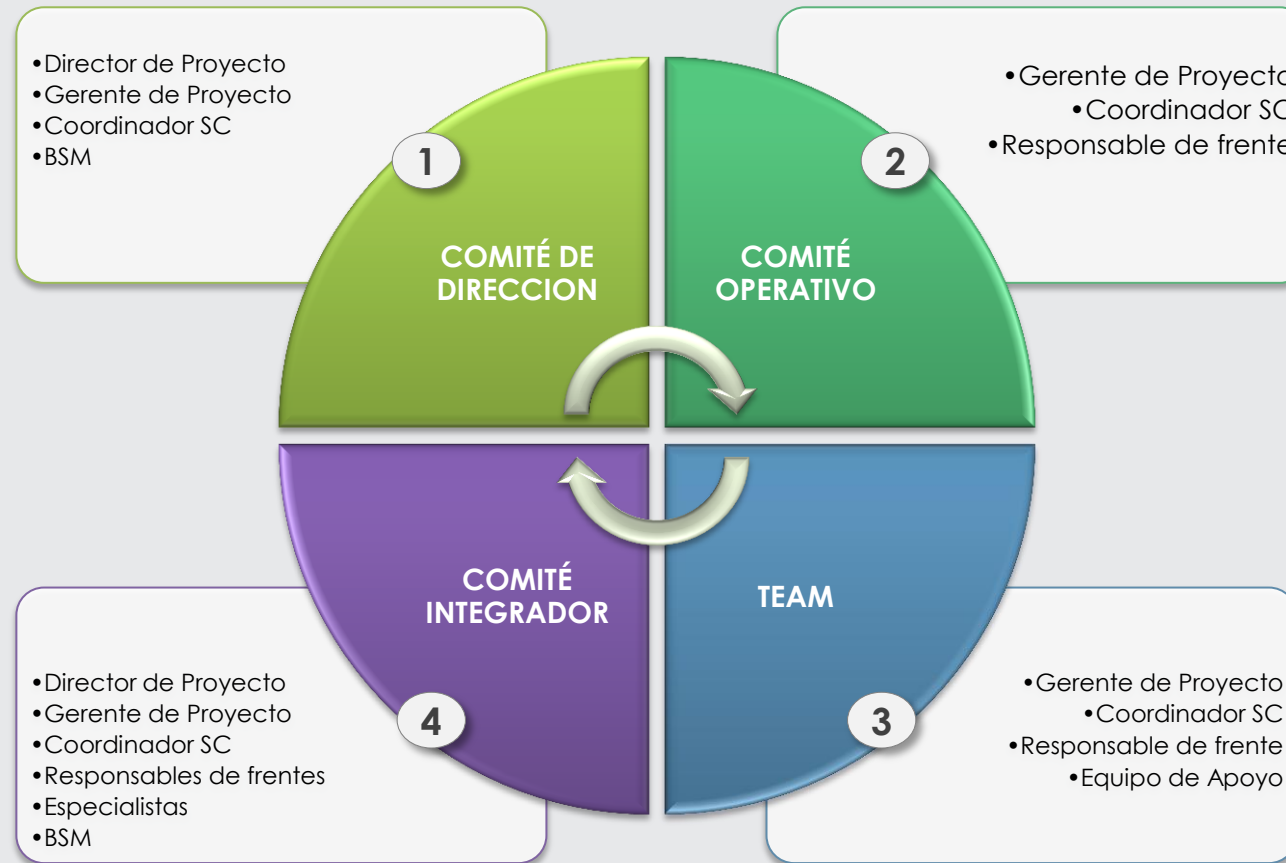 •Director de Proyecto
•Gerente de Proyecto
•Coordinador SC
•BSM
1
COMITÉ DE
DIRECCION
•Gerente de Proyecto
•Coordinador SC
•Responsable de frente
2
COMITÉ
OPERATIVO
•Gerente de Proyecto
•Coordinador SC
•Responsable de frente
•Equipo de Apoyo
3
TEAM
•Director de Proyecto
•Gerente de Proyecto
•Coordinador SC
•Responsables de frentes
•Especialistas
•BSM
4
COMITÉ
INTEGRADOR